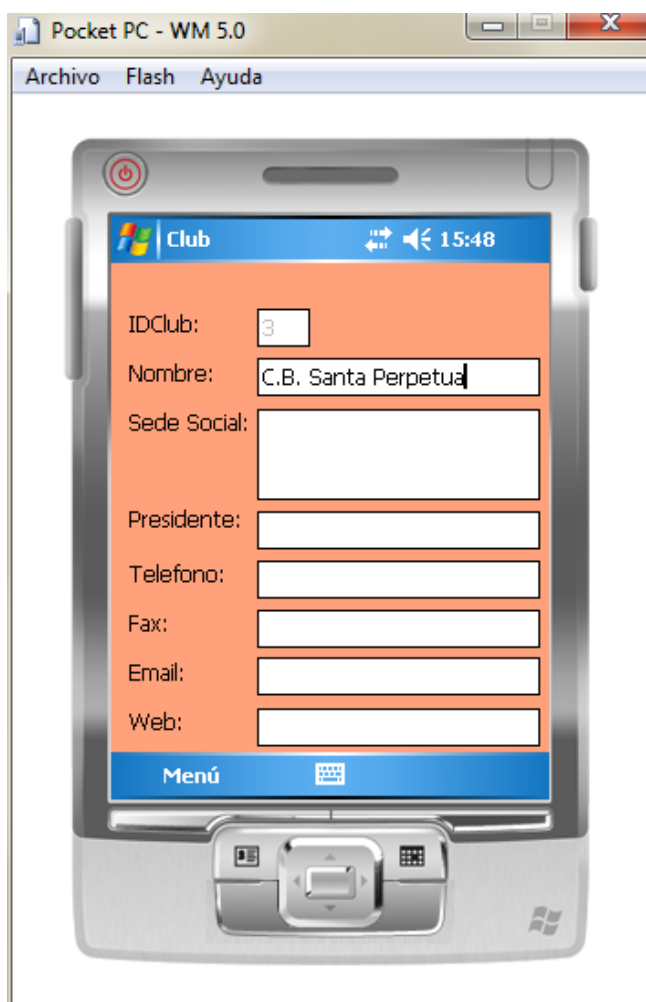 Pocket PC - WM 5.0
Archivo Flash Ayuda
Club 15:48
IDClub: 3
Nombre: C.B. Santa Perpetua
Sede Social:
Presidente:
Telefono:
Fax:
Email:
Web:
Menú